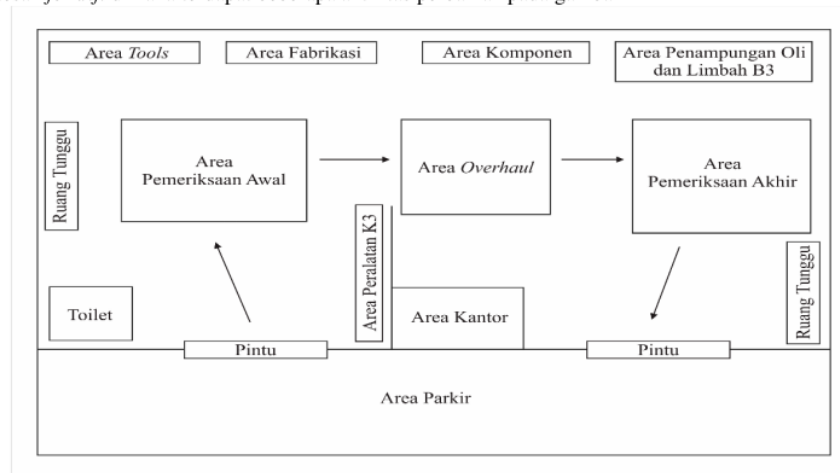 Area Tools
Area Fabrikasi
Area Komponen
Area Penampungan Oli
dan Limbah B3
Ruang Tunggu
Area
Pemeriksaan Awal
Area Overhaul
Area
Pemeriksaan Akhir
Area Peralatan K3
Ruang Tunggu
Toilet
Area Kantor
Pintu
Pintu
Area Parkir